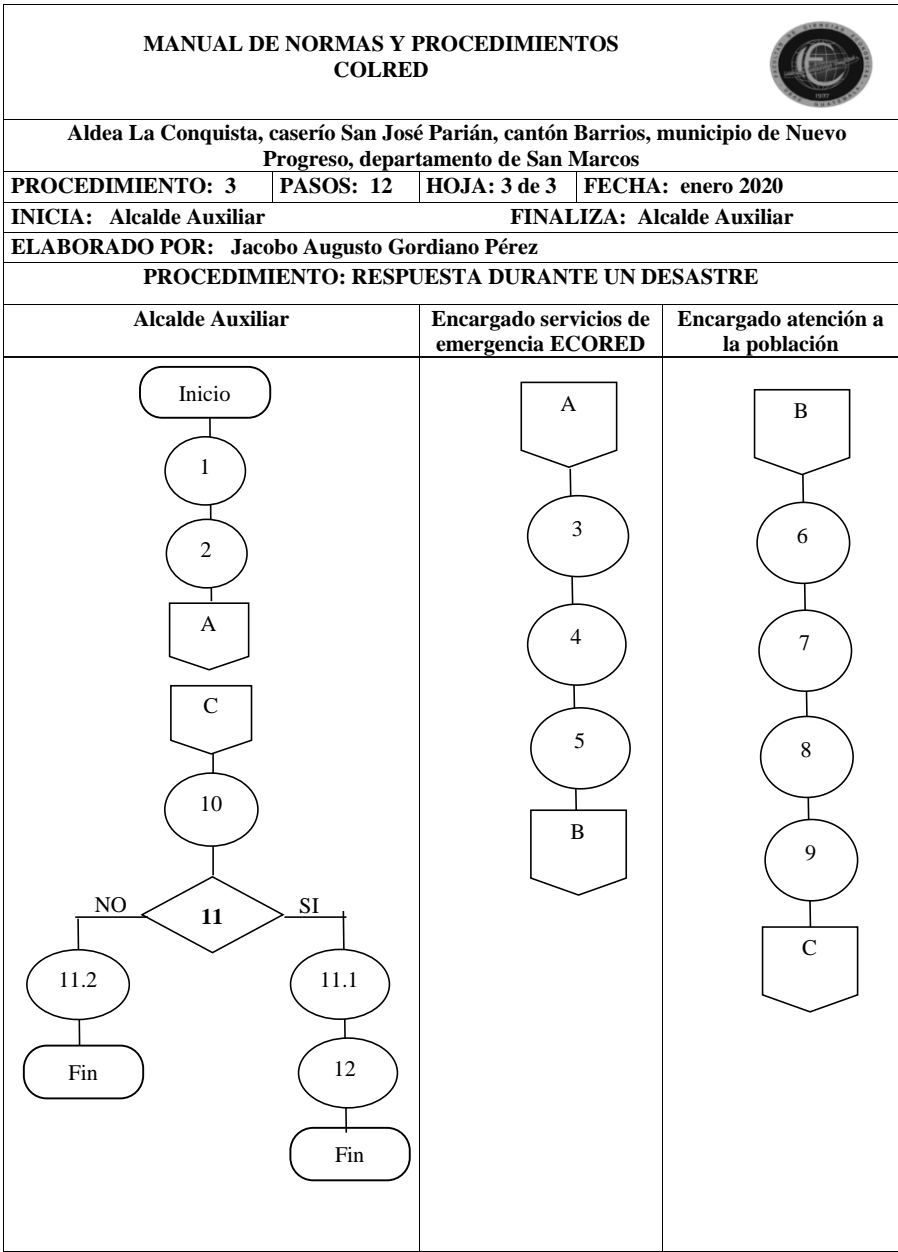 MANUAL DE NORMAS Y PROCEDIMIENTOS
COLRED
Aldea La Conquista, caserío San José Parián, cantón Barrios, municipio de Nuevo
Progreso, departamento de San Marcos
PROCEDIMIENTO: 3 PASOS: 12 HOJA: 3 de 3 FECHA: enero 2020
INICIA: Alcalde Auxiliar FINALIZA: Alcalde Auxiliar
ELABORADO POR: Jacobo Augusto Gordiano Pérez
PROCEDIMIENTO: RESPUESTA DURANTE UN DESASTRE
Alcalde Auxiliar
Inicio
1
2
A
C
10
NO 11 SI
11.2 11.1
Fin 12
Fin
Encargado servicios de
emergencia ECORED
A
3
4
5
B
Encargado atención a
la población
B
6
7
8
9
C